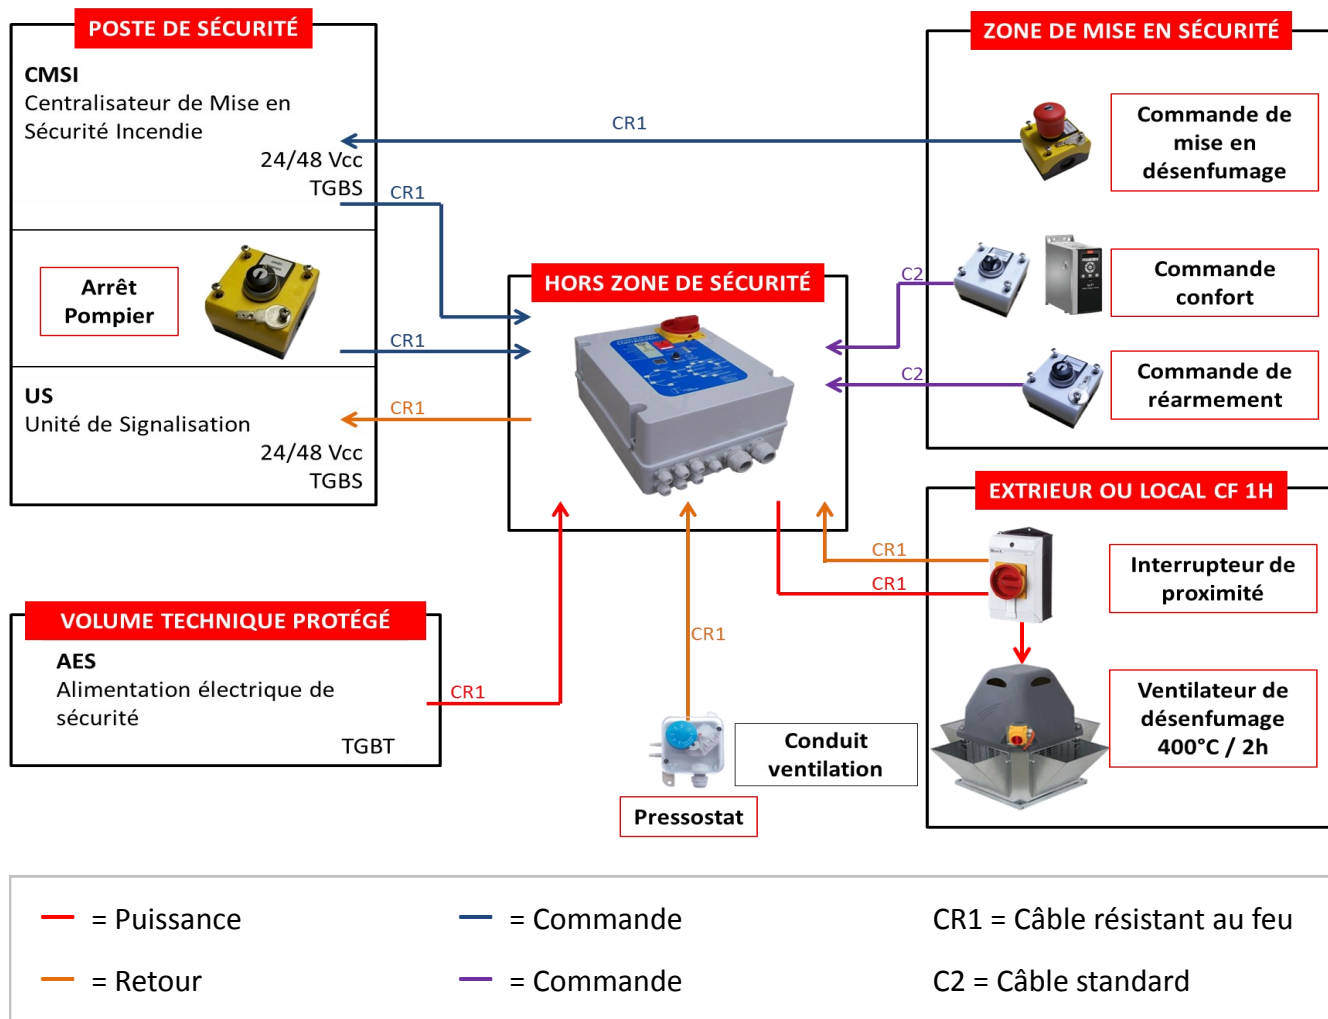 POSTE DE SÉCURITÉ
CMSI
Centralisateur de Mise en
Sécurité Incendie
24/48 Vcc
TGBS
CR1
CR1
Arrêt
Pompier
CR1
US
Unité de Signalisation
24/48 Vcc
TGBS
CR1
HORS ZONE DE SÉCURITÉ
ZONE DE MISE EN SÉCURITÉ
Commande de
mise en
désenfumage
C2
Commande
confort
C2
Commande de
réarmement
EXTRIEUR OU LOCAL CF 1H
CR1
CR1
Interrupteur de
proximité
Ventilateur de
désenfumage
400°C / 2h
VOLUME TECHNIQUE PROTÉGÉ
AES
Alimentation électrique de
sécurité
TGBT
CR1
CR1
Conduit
ventilation
Pressostat
= Puissance
= Commande
CR1 = Câble résistant au feu
= Retour
= Commande
C2 = Câble standard